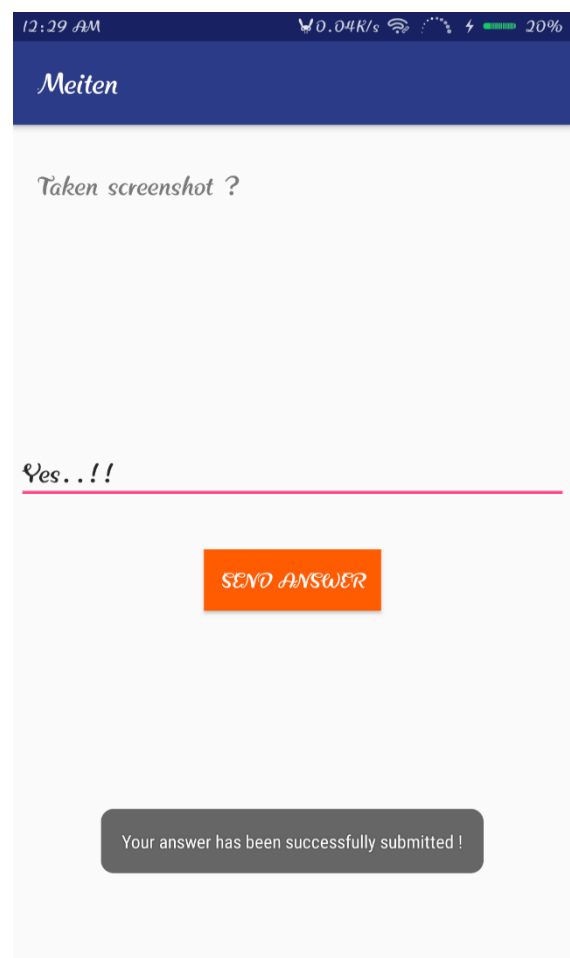 12:29 AM 0.04K/s 20%
Meiten
Taken screenshot ?
Yes..!!
SEND ANSWER
Your answer has been successfully submitted !